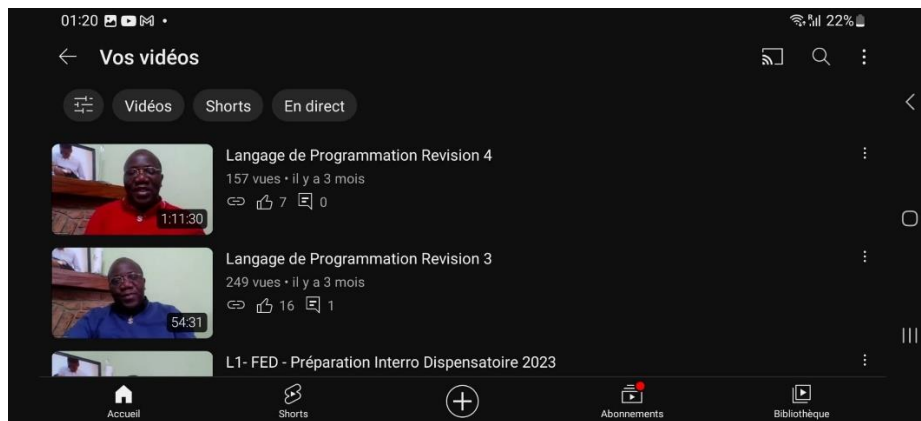 01:20
22%
Vos vidéos
Vidéos Shorts En direct
Langage de Programmation Revision 4
157 vues • il y a 3 mois
7 0
1:11:30
Langage de Programmation Revision 3
249 vues • il y a 3 mois
16 1
54:31
L1- FED - Préparation Interro Dispensatoire 2023
Accueil Shorts Abonnements Bibliothèque